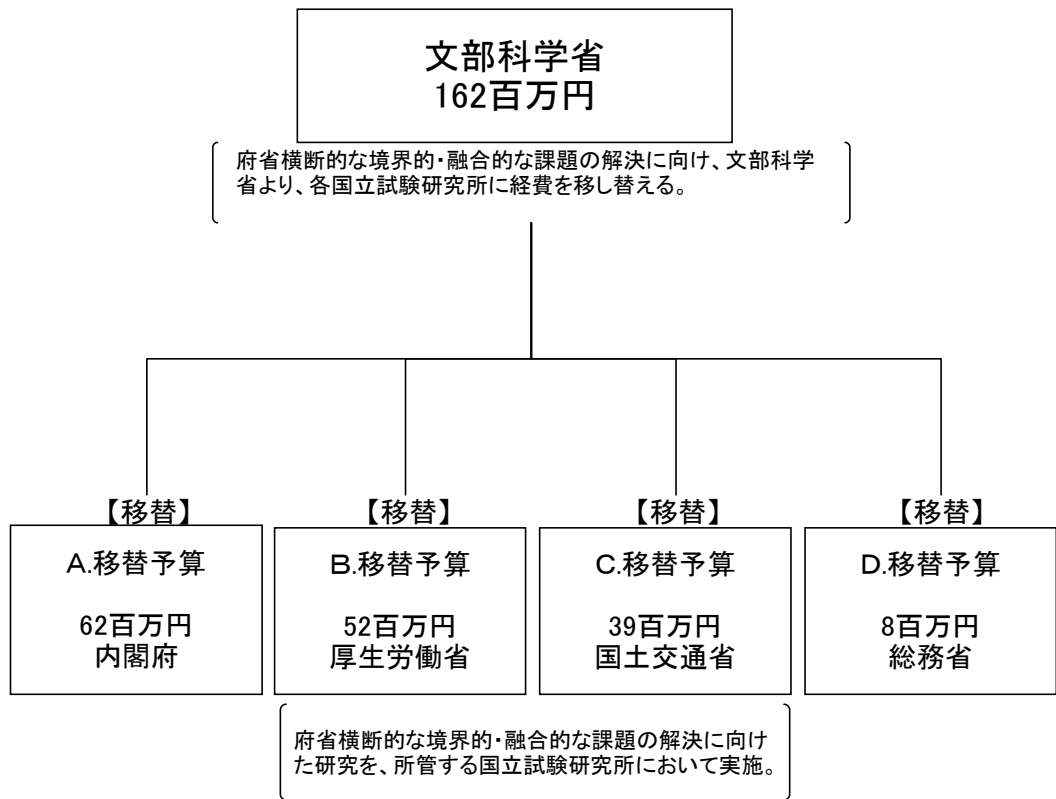 文部科学省
162百万円
府省横断的な境界的・融合的な課題の解決に向け、文部科学
省より、各国立試験研究所に経費を移し替える。
【移替】
A.移替予算
62百万円
内閣府
【移替】
B.移替予算
52百万円
厚生労働省
【移替】
C.移替予算
39百万円
国土交通省
【移替】
D.移替予算
8百万円
総務省
府省横断的な境界的・融合的な課題の解決に向け
た研究を、所管する国立試験研究所において実施。